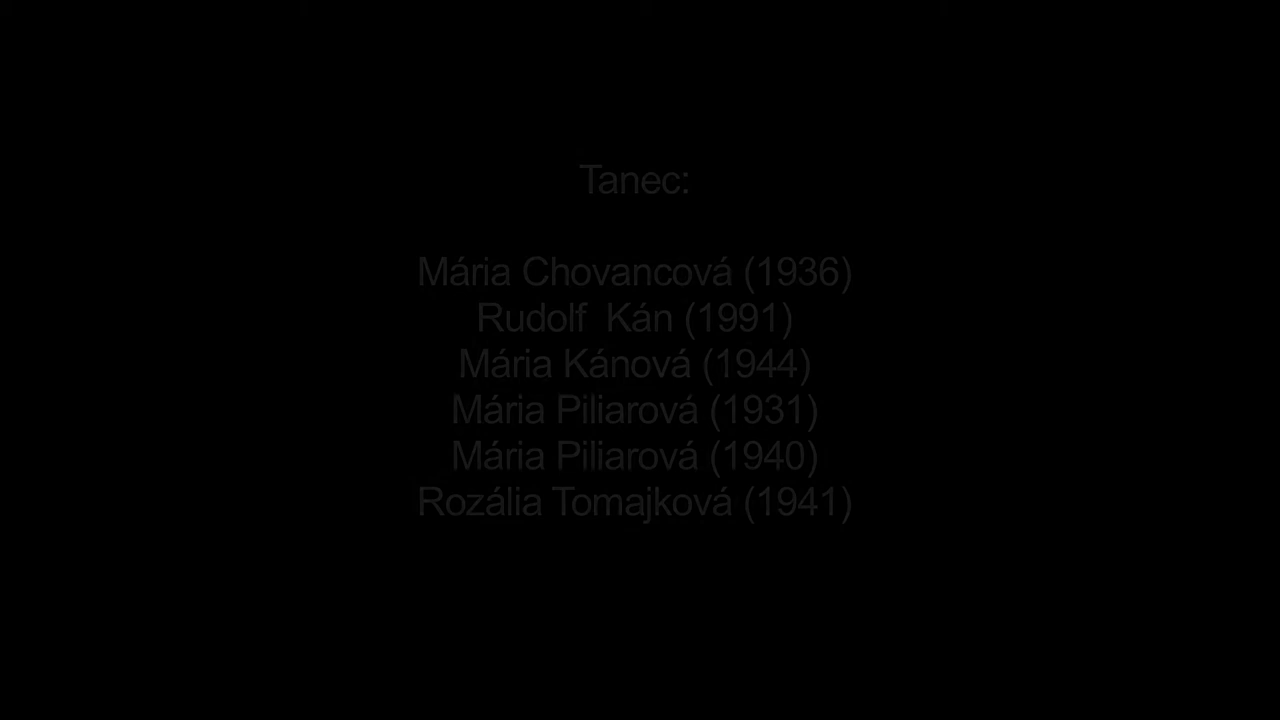 Tanec:
Mária Chovancová (1936)
Rudolf  Kán (1991)
Mária Kánová (1944)
Mária Piliarová (1931)
Mária Piliarová (1940)
Rozália Tomajková (1941)